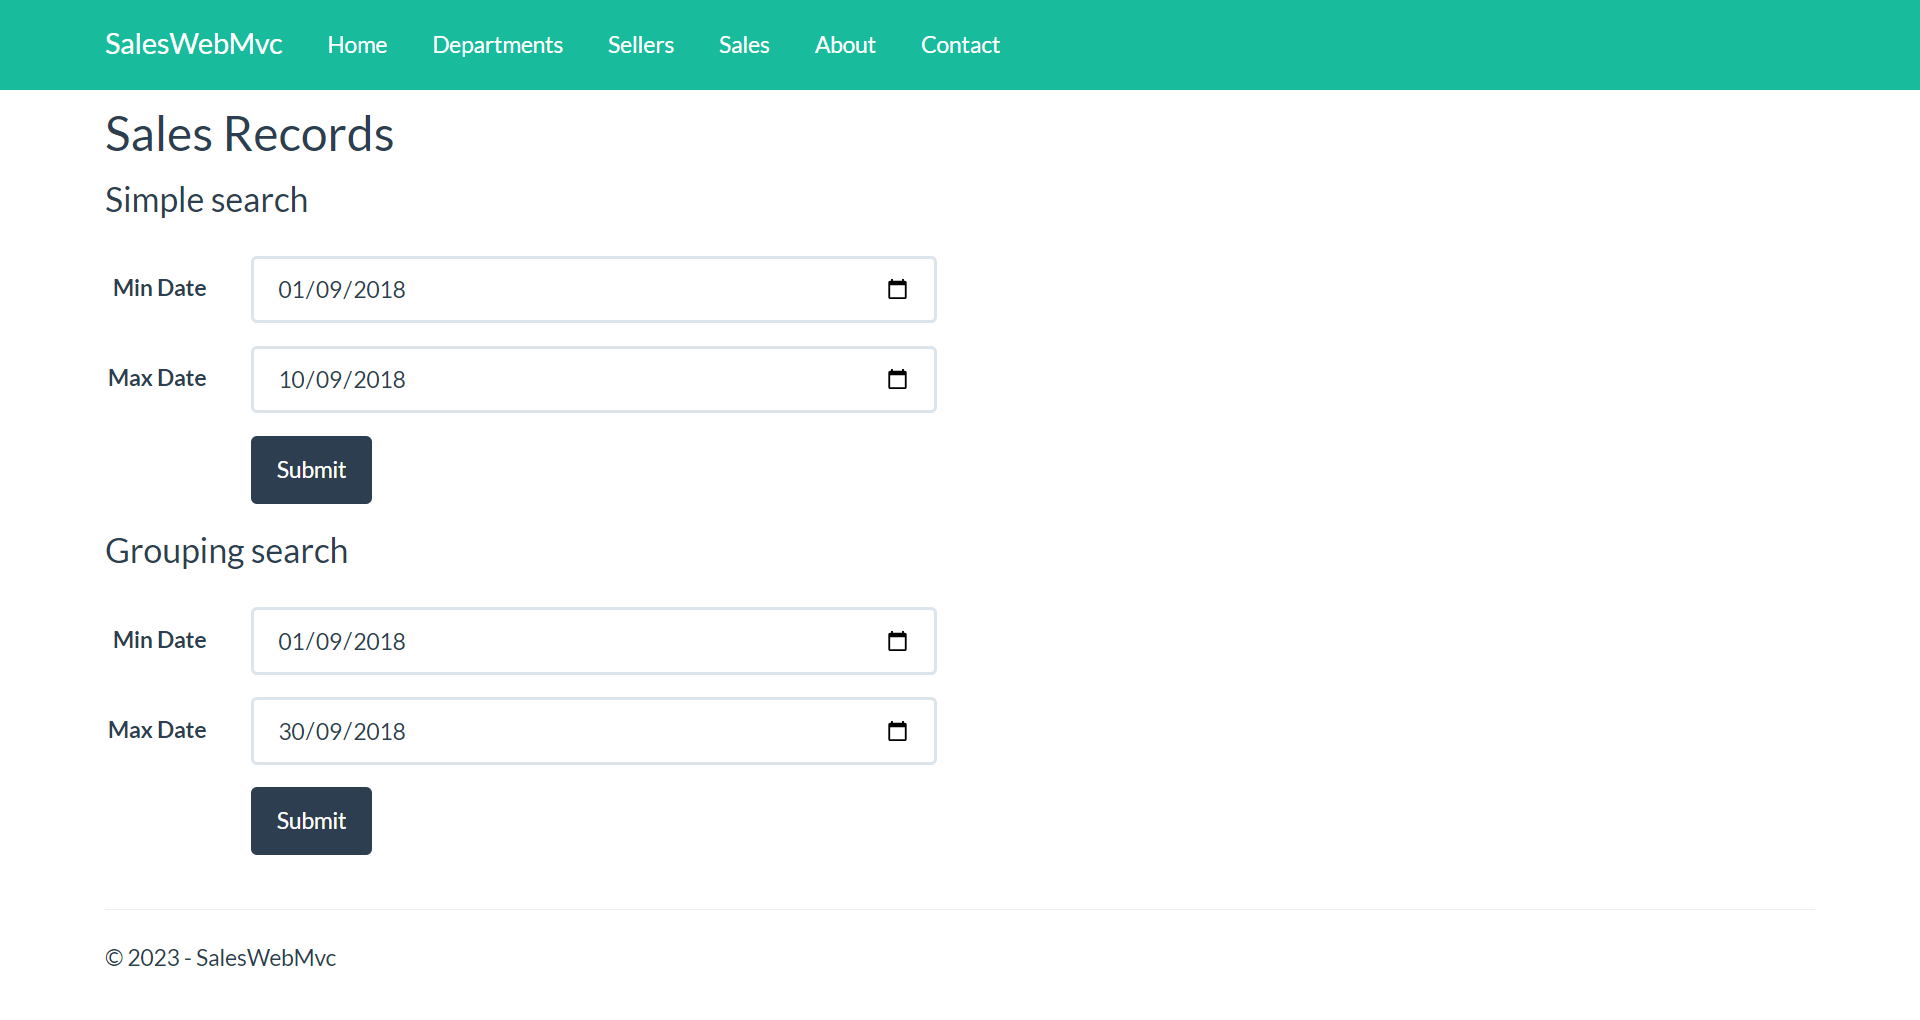 SalesWebMvc Home Departments Sellers Sales About Contact
Sales Records
Simple search
Min Date 01/09/2018
Max Date 10/09/2018
Submit
Grouping search
Min Date 01/09/2018
Max Date 30/09/2018
Submit
© 2023 - SalesWebMvc